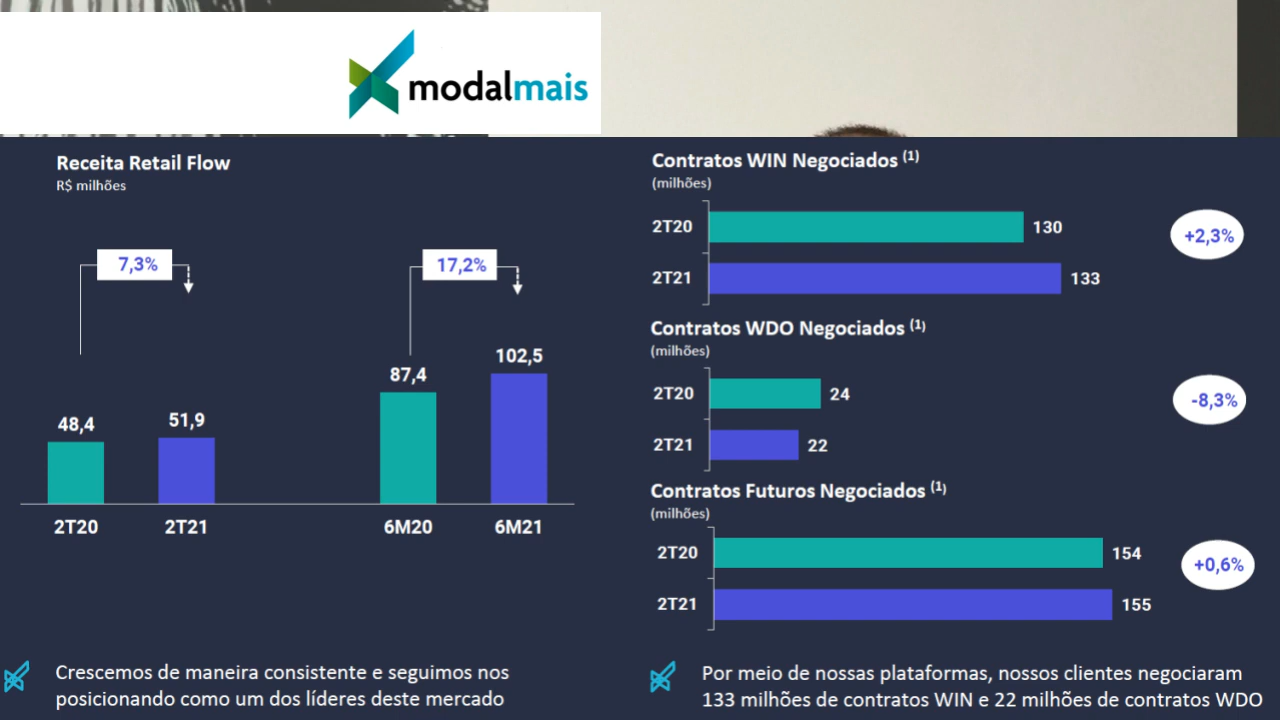 modalmais
Receita Retail Flow
R$ milhões
7,3%
17,2%
48,4
51,9
87,4
102,5
2T20
2T21
6M20
6M21
Crescemos de maneira consistente e seguimos nos
posicionando como um dos líderes deste mercado
Contratos WIN Negociados (1)
(milhões)
2T20
130
2T21
133
+2,3%
Contratos WDO Negociados (1)
(milhões)
2T20
24
2T21
22
-8,3%
Contratos Futuros Negociados (1)
(milhões)
2T20
154
2T21
155
+0,6%
Por meio de nossas plataformas, nossos clientes negociaram
133 milhões de contratos WIN e 22 milhões de contratos WDO